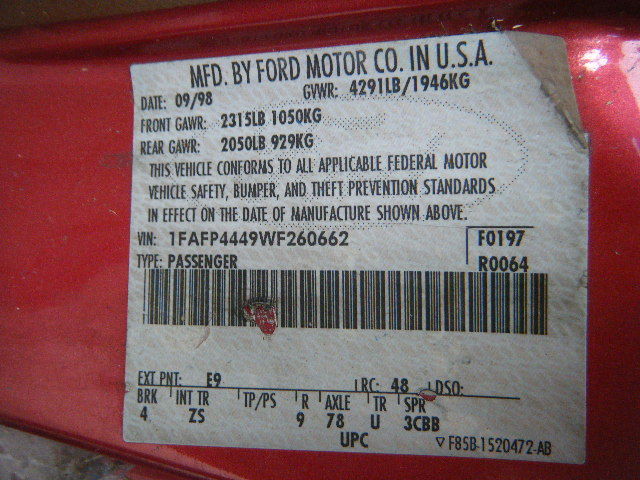 MFD. BY FORD MOTOR CO. IN U.S.A.
DATE: 09/98 GVWR: 4291LB/1946KG
FRONT GAWR: 2315LB 1050KG
REAR GAWR: 2050LB 929KG
THIS VEHICLE CONFORMS TO ALL APPLICABLE FEDERAL MOTOR
VEHICLE SAFETY, BUMPER, AND THEFT PREVENTION STANDARDS
IN EFFECT ON THE DATE OF MANUFACTURE SHOWN ABOVE.
VIN: 1FAFP4449WF260662 F0197
TYPE: PASSENGER R0064
EXT PNT: E9 RC: 48 DSO:
BRK INT TR TP/PS R AXLE TR SPR
4 ZS 9 78 U 3CBB
UPC ▽ F85B-1520472-AB